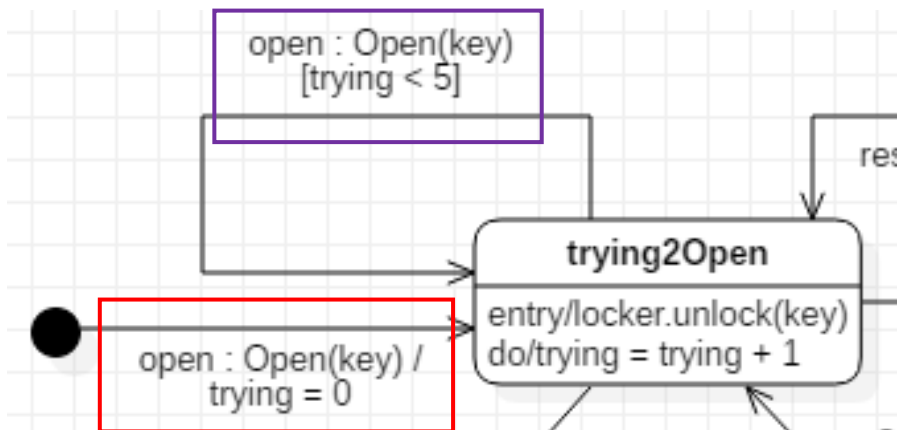 open : Open(key)
[trying < 5]
res
trying2Open
entry/locker.unlock(key)
do/trying = trying + 1
open : Open(key) /
trying = 0